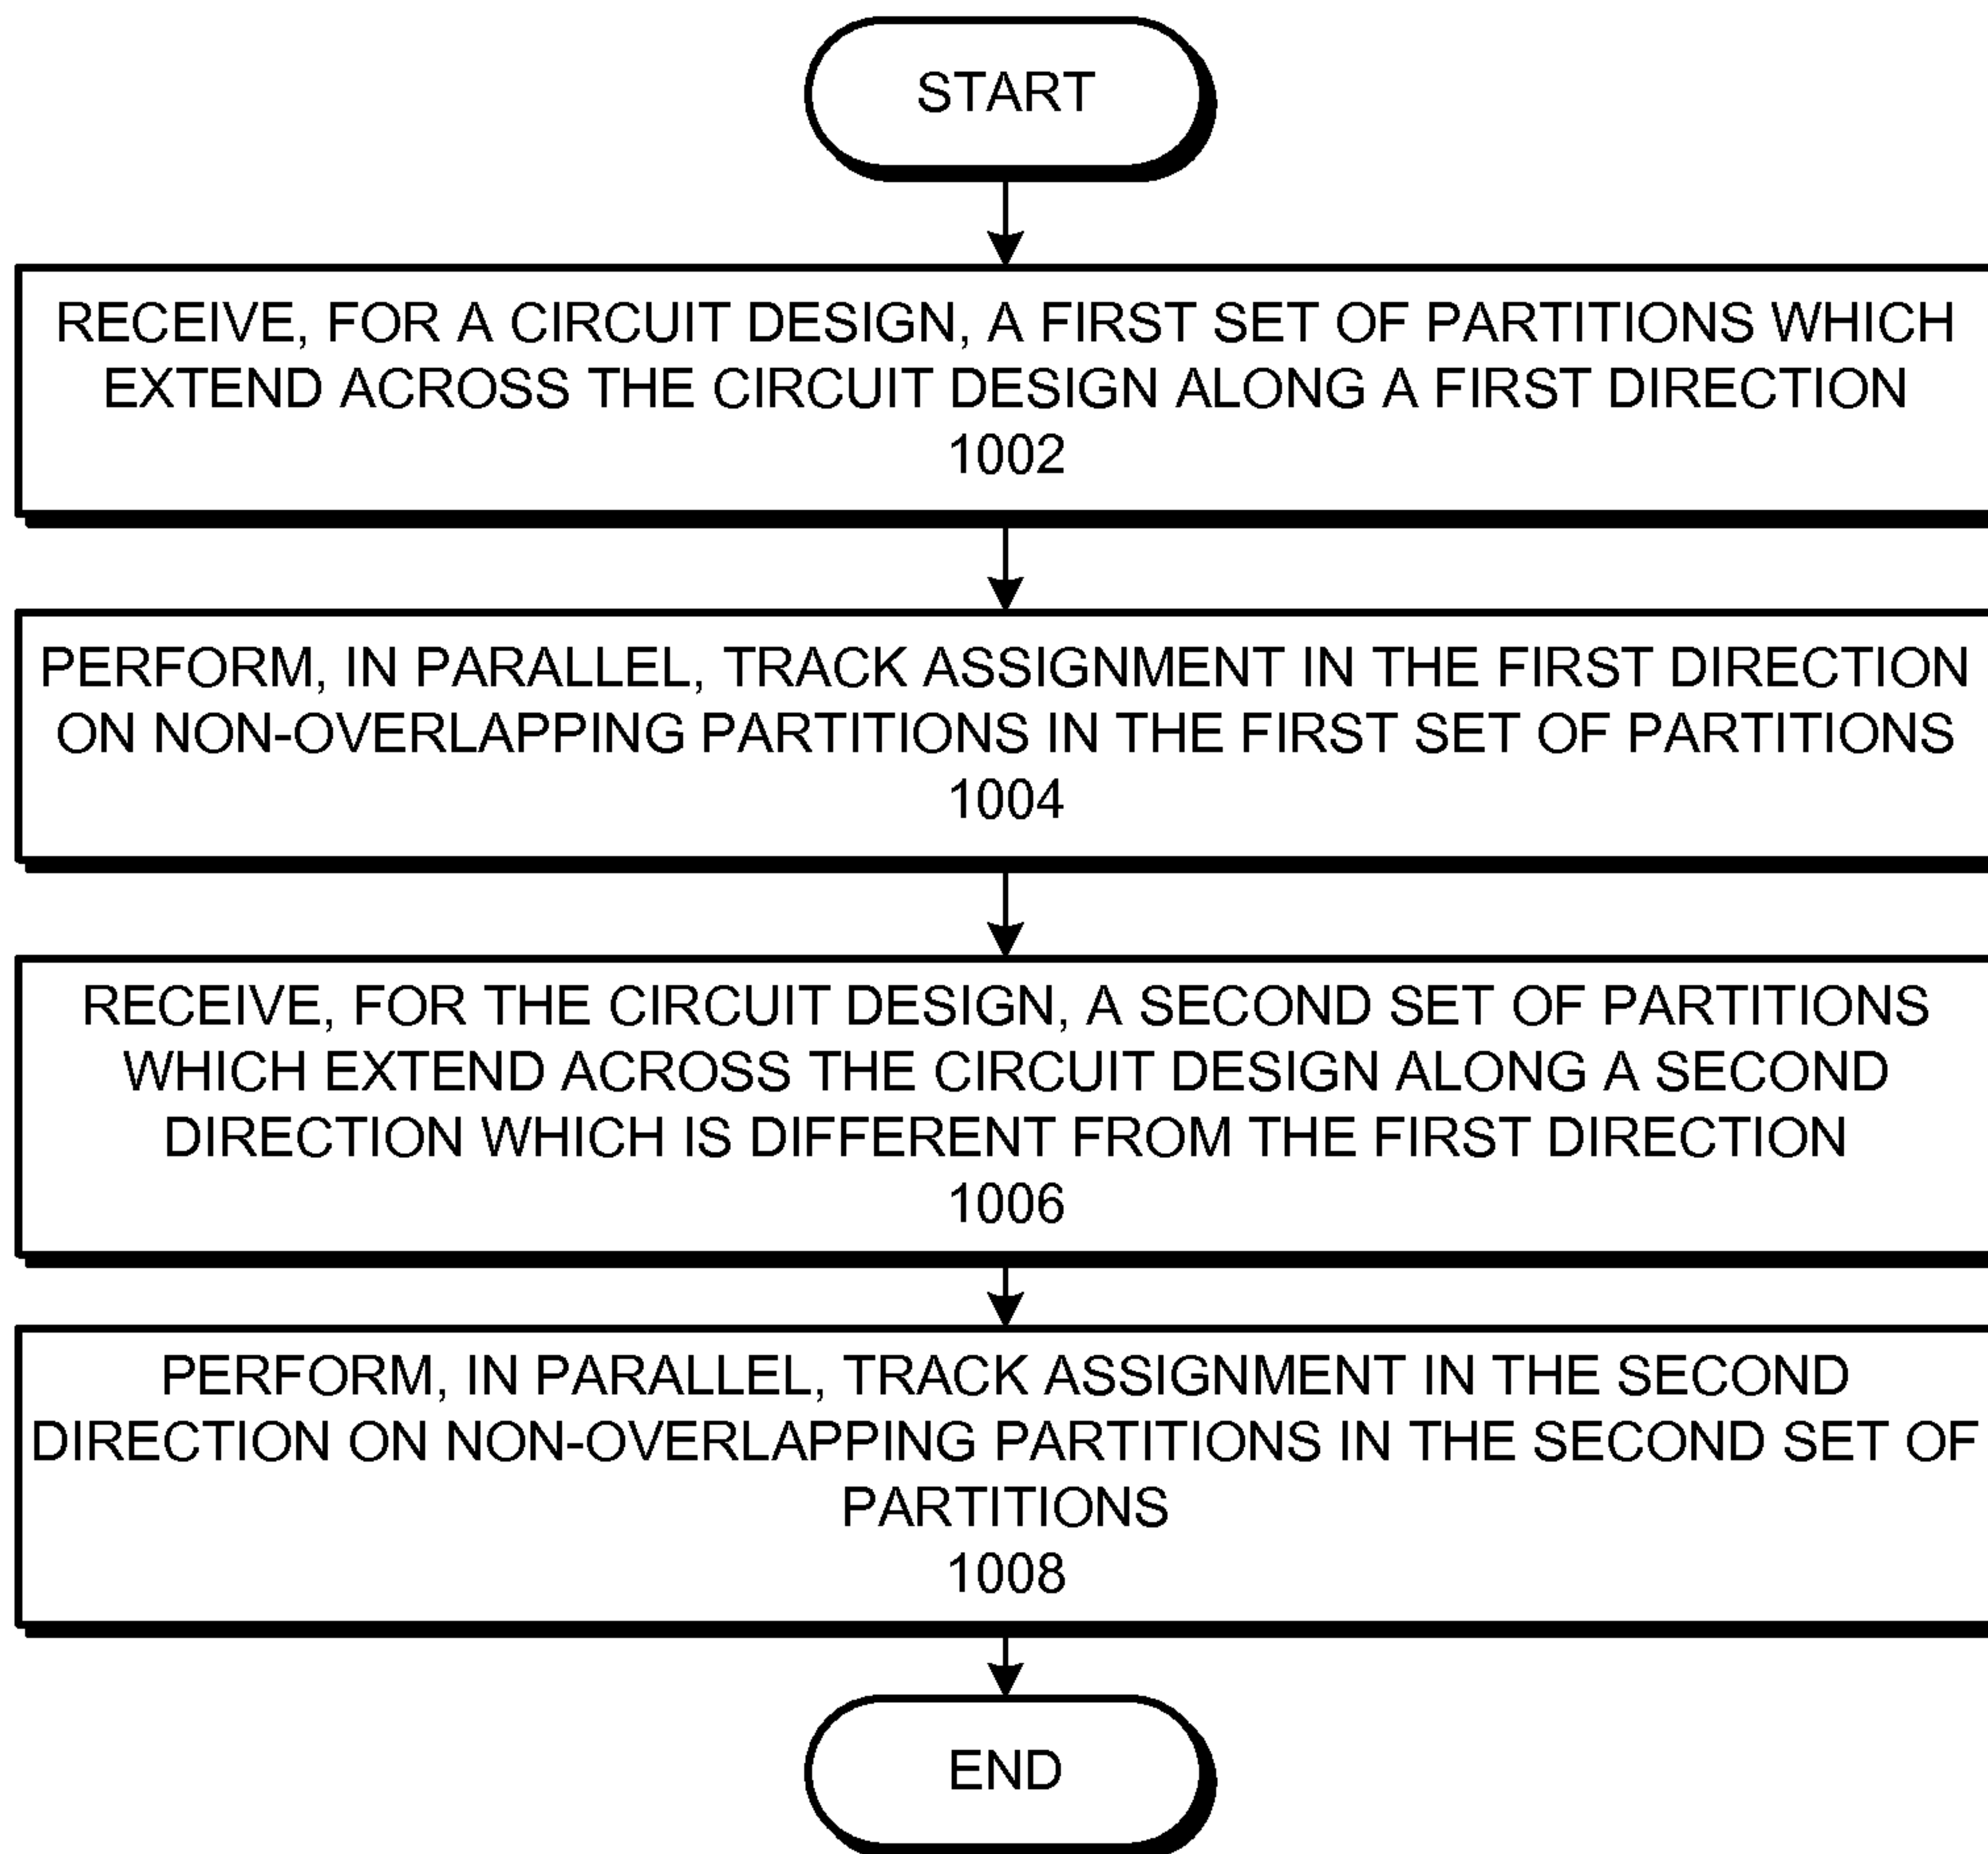 START
RECEIVE, FOR A CIRCUIT DESIGN, A FIRST SET OF PARTITIONS WHICH
EXTEND ACROSS THE CIRCUIT DESIGN ALONG A FIRST DIRECTION
1002
PERFORM, IN PARALLEL, TRACK ASSIGNMENT IN THE FIRST DIRECTION
ON NON-OVERLAPPING PARTITIONS IN THE FIRST SET OF PARTITIONS
1004
RECEIVE, FOR THE CIRCUIT DESIGN, A SECOND SET OF PARTITIONS
WHICH EXTEND ACROSS THE CIRCUIT DESIGN ALONG A SECOND
DIRECTION WHICH IS DIFFERENT FROM THE FIRST DIRECTION
1006
PERFORM, IN PARALLEL, TRACK ASSIGNMENT IN THE SECOND
DIRECTION ON NON-OVERLAPPING PARTITIONS IN THE SECOND SET OF
PARTITIONS
1008
END